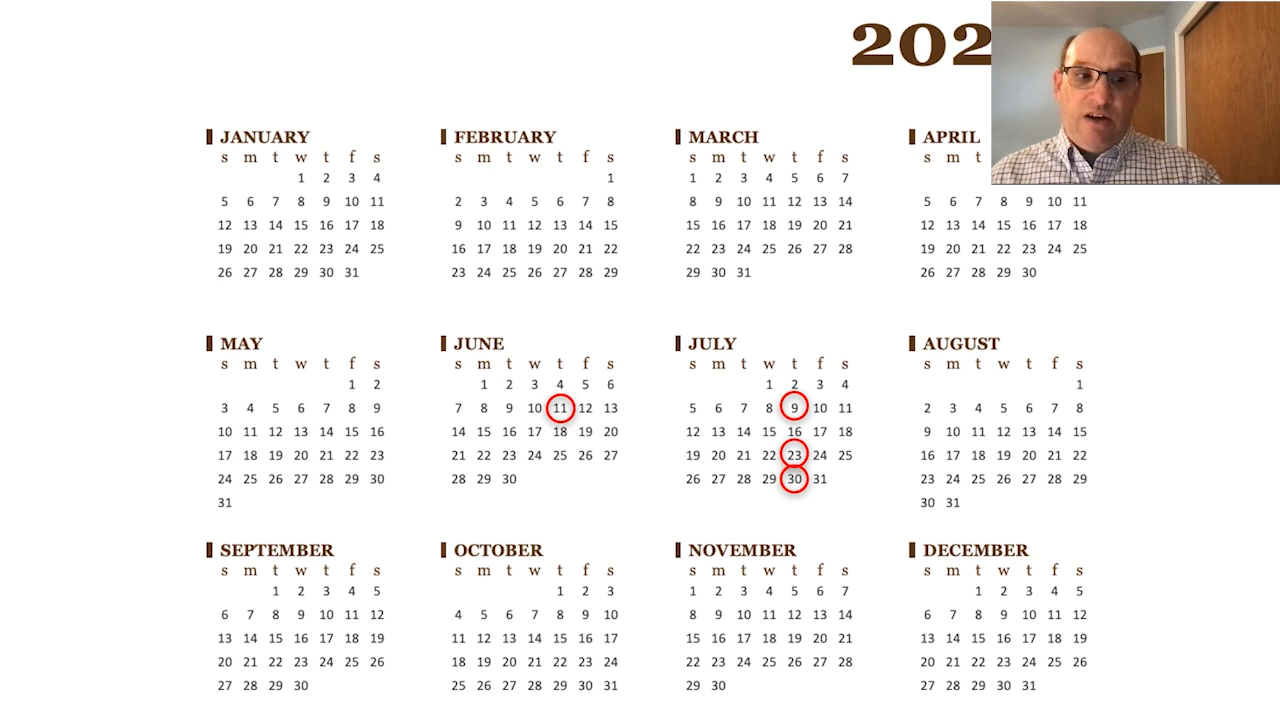 202
JANUARY
s m t w t f s
1 2 3 4
5 6 7 8 9 10 11
12 13 14 15 16 17 18
19 20 21 22 23 24 25
26 27 28 29 30 31
FEBRUARY
s m t w t f s
1
2 3 4 5 6 7 8
9 10 11 12 13 14 15
16 17 18 19 20 21 22
23 24 25 26 27 28 29
MARCH
s m t w t f s
1 2 3 4 5 6 7
8 9 10 11 12 13 14
15 16 17 18 19 20 21
22 23 24 25 26 27 28
29 30 31
APRIL
s m t
5 6 7 8 9 10 11
12 13 14 15 16 17 18
19 20 21 22 23 24 25
26 27 28 29 30
MAY
s m t w t f s
1 2
3 4 5 6 7 8 9
10 11 12 13 14 15 16
17 18 19 20 21 22 23
24 25 26 27 28 29 30
31
JUNE
s m t w t f s
1 2 3 4 5 6
7 8 9 10 11 12 13
14 15 16 17 18 19 20
21 22 23 24 25 26 27
28 29 30
JULY
s m t w t f s
1 2 3 4
5 6 7 8 9 10 11
12 13 14 15 16 17 18
19 20 21 22 23 24 25
26 27 28 29 30 31
AUGUST
s m t w t f s
1
2 3 4 5 6 7 8
9 10 11 12 13 14 15
16 17 18 19 20 21 22
23 24 25 26 27 28 29
30 31
SEPTEMBER
s m t w t f s
1 2 3 4 5
6 7 8 9 10 11 12
13 14 15 16 17 18 19
20 21 22 23 24 25 26
27 28 29 30
OCTOBER
s m t w t f s
1 2 3
4 5 6 7 8 9 10
11 12 13 14 15 16 17
18 19 20 21 22 23 24
25 26 27 28 29 30 31
NOVEMBER
s m t w t f s
1 2 3 4 5 6 7
8 9 10 11 12 13 14
15 16 17 18 19 20 21
22 23 24 25 26 27 28
29 30
DECEMBER
s m t w t f s
1 2 3 4 5
6 7 8 9 10 11 12
13 14 15 16 17 18 19
20 21 22 23 24 25 26
27 28 29 30 31